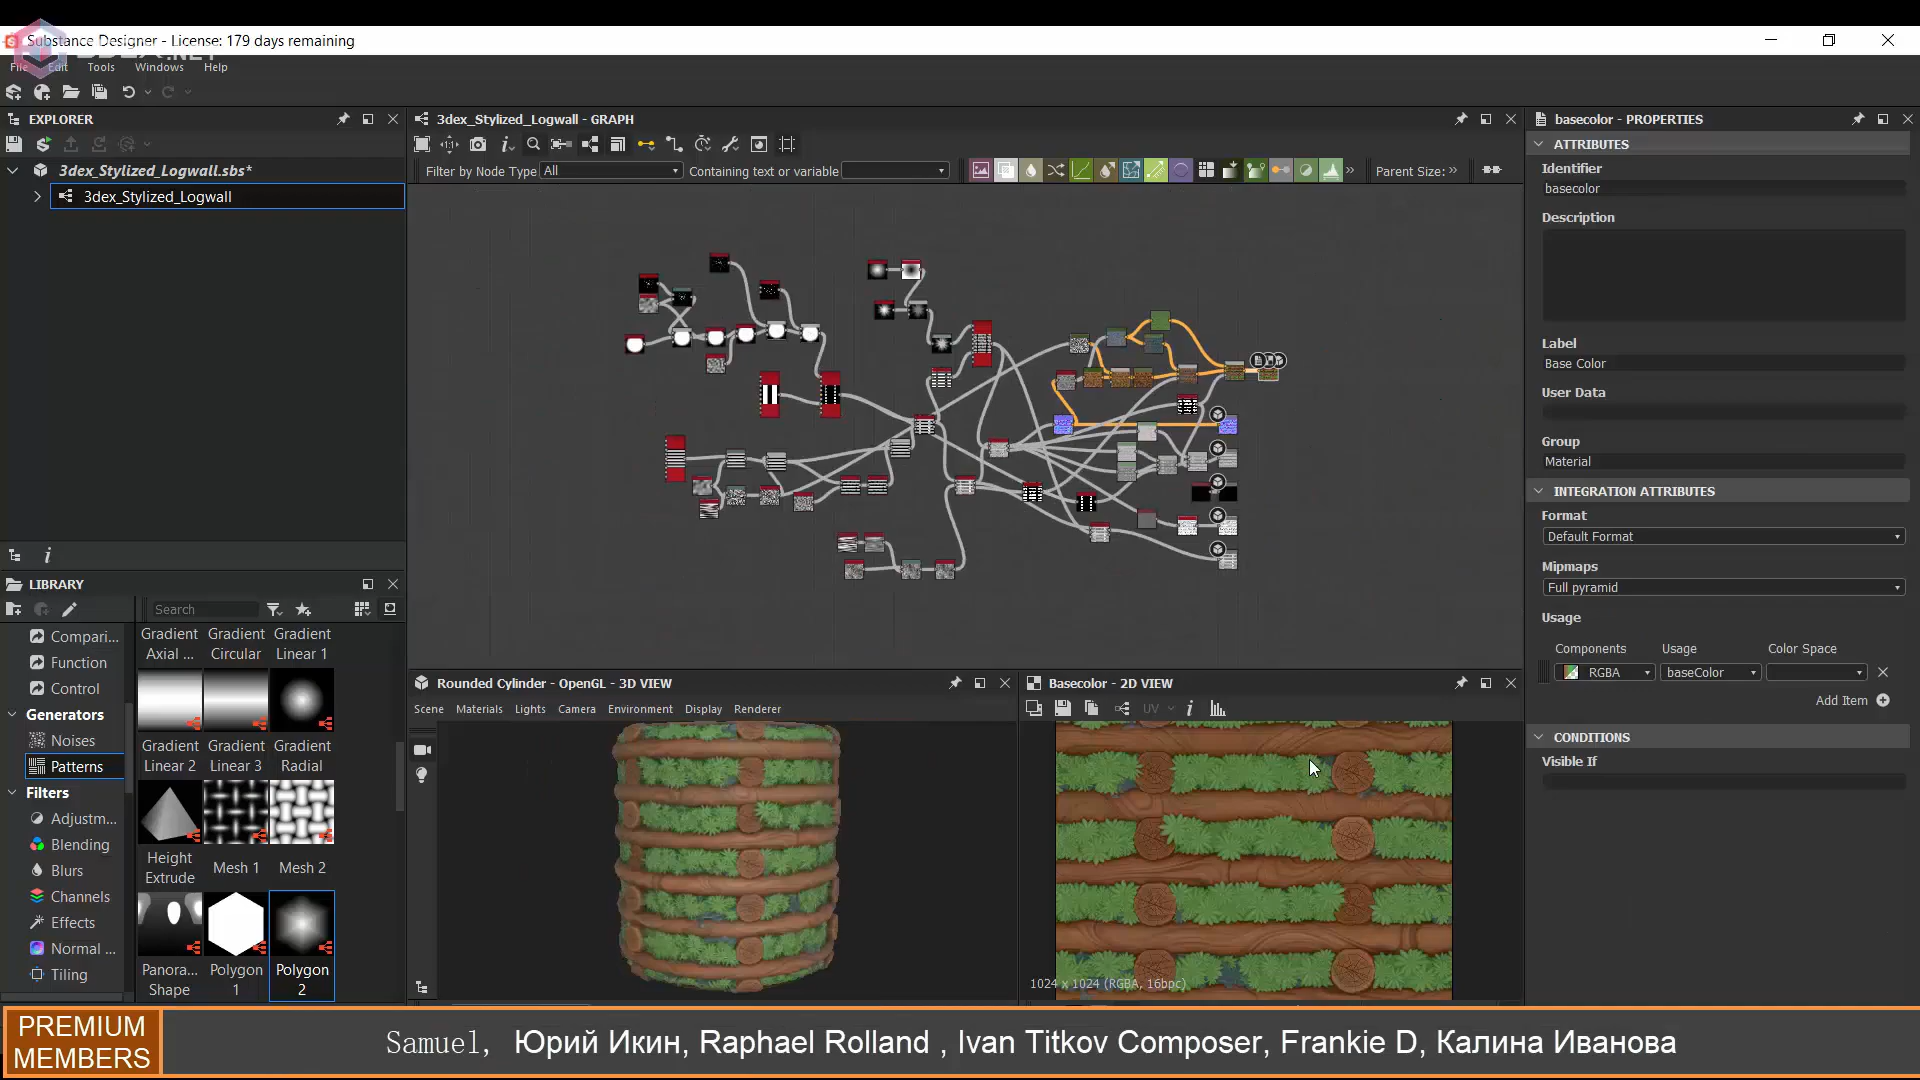 Substance Designer - License: 179 days remaining
File Edit Tools Windows Help
EXPLORER
3dex_Stylized_Logwall.sbs*
3dex_Stylized_Logwall
3dex_Stylized_Logwall - GRAPH
Filter by Node Type All Containing text or variable Parent Size: »
LIBRARY
Search
Compari...
Function
Control
Generators
Noises
Patterns
Filters
Adjustm...
Blending
Blurs
Channels
Effects
Normal ...
Tiling
Gradient Axial ...
Gradient Circular
Gradient Linear 1
Gradient Linear 2
Gradient Linear 3
Gradient Radial
Height Extrude
Mesh 1
Mesh 2
Panora... Shape
Polygon 1
Polygon 2
Rounded Cylinder - OpenGL - 3D VIEW
Scene Materials Lights Camera Environment Display Renderer
Basecolor - 2D VIEW
UV
1024 x 1024 (RGBA, 16bpc)
basecolor - PROPERTIES
ATTRIBUTES
Identifier
basecolor
Description
Label
Base Color
User Data
Group
Material
INTEGRATION ATTRIBUTES
Format
Default Format
Mipmaps
Full pyramid
Usage
Components Usage Color Space
RGBA baseColor
Add Item
CONDITIONS
Visible If
PREMIUM MEMBERS
Samuel, Юрий Икин, Raphael Rolland , Ivan Titkov Composer, Frankie D, Калина Иванова